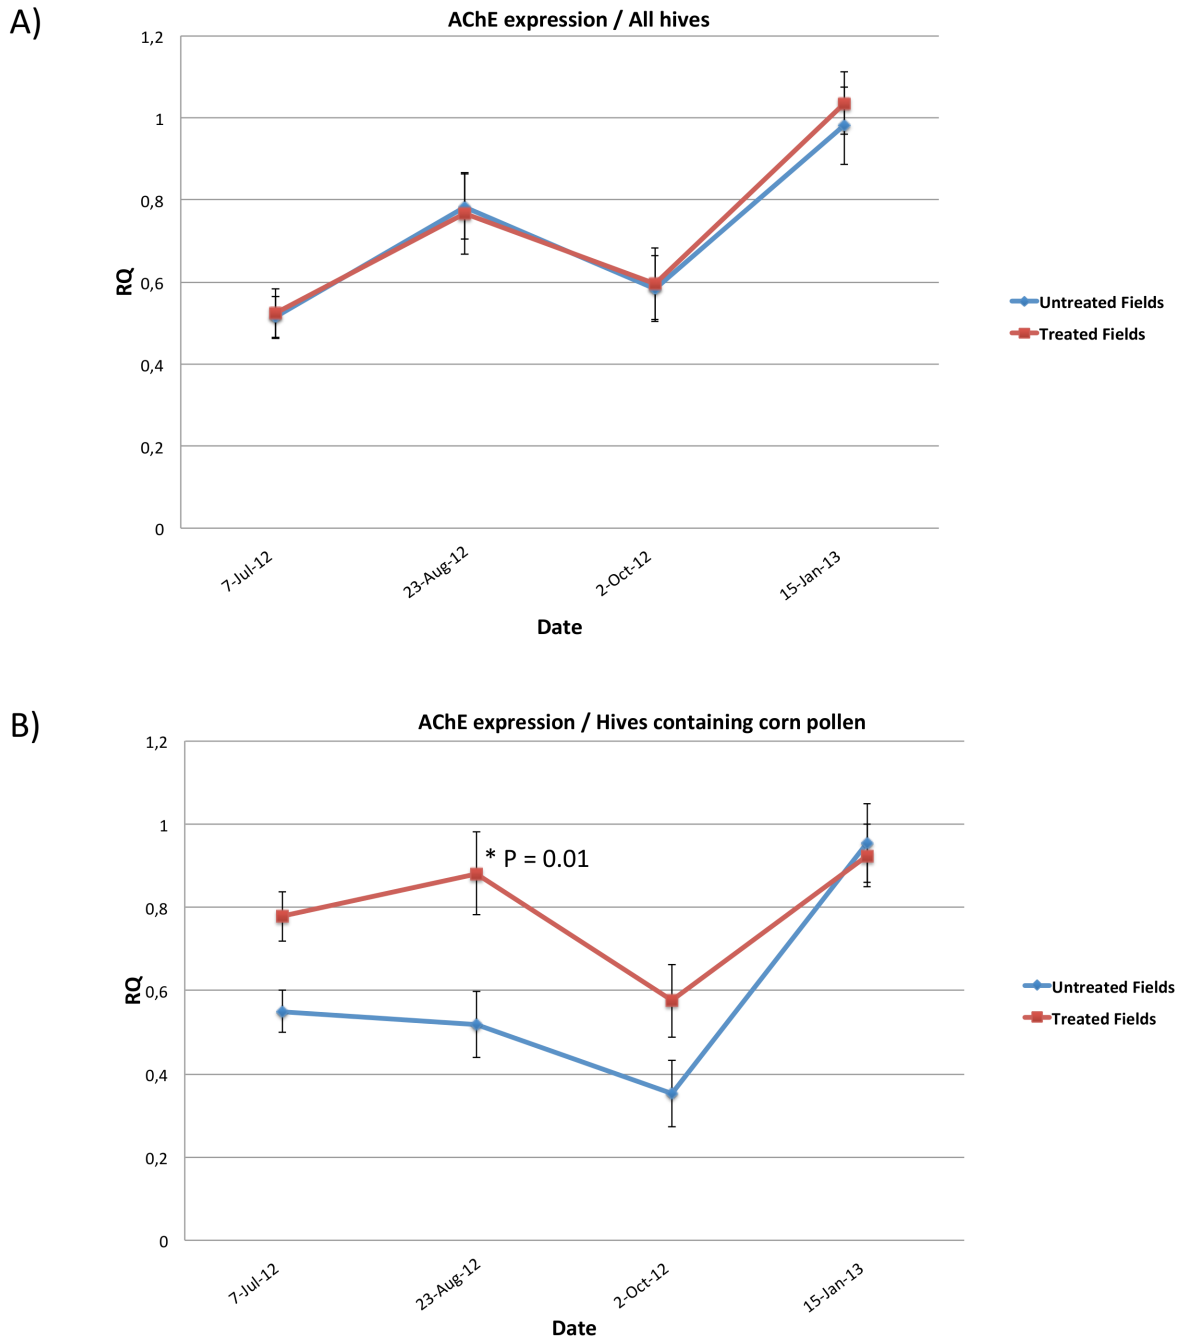 A)
AChE expression / All hives
1,2
1
0,8
0,6
0,4
0,2
0
RQ
7-Jul-12
23-Aug-12
2-Oct-12
15-Jan-13
Date
Untreated Fields
Treated Fields
B)
AChE expression / Hives containing corn pollen
1,2
1
0,8
0,6
0,4
0,2
0
RQ
* P = 0.01
7-Jul-12
23-Aug-12
2-Oct-12
15-Jan-13
Date
Untreated Fields
Treated Fields